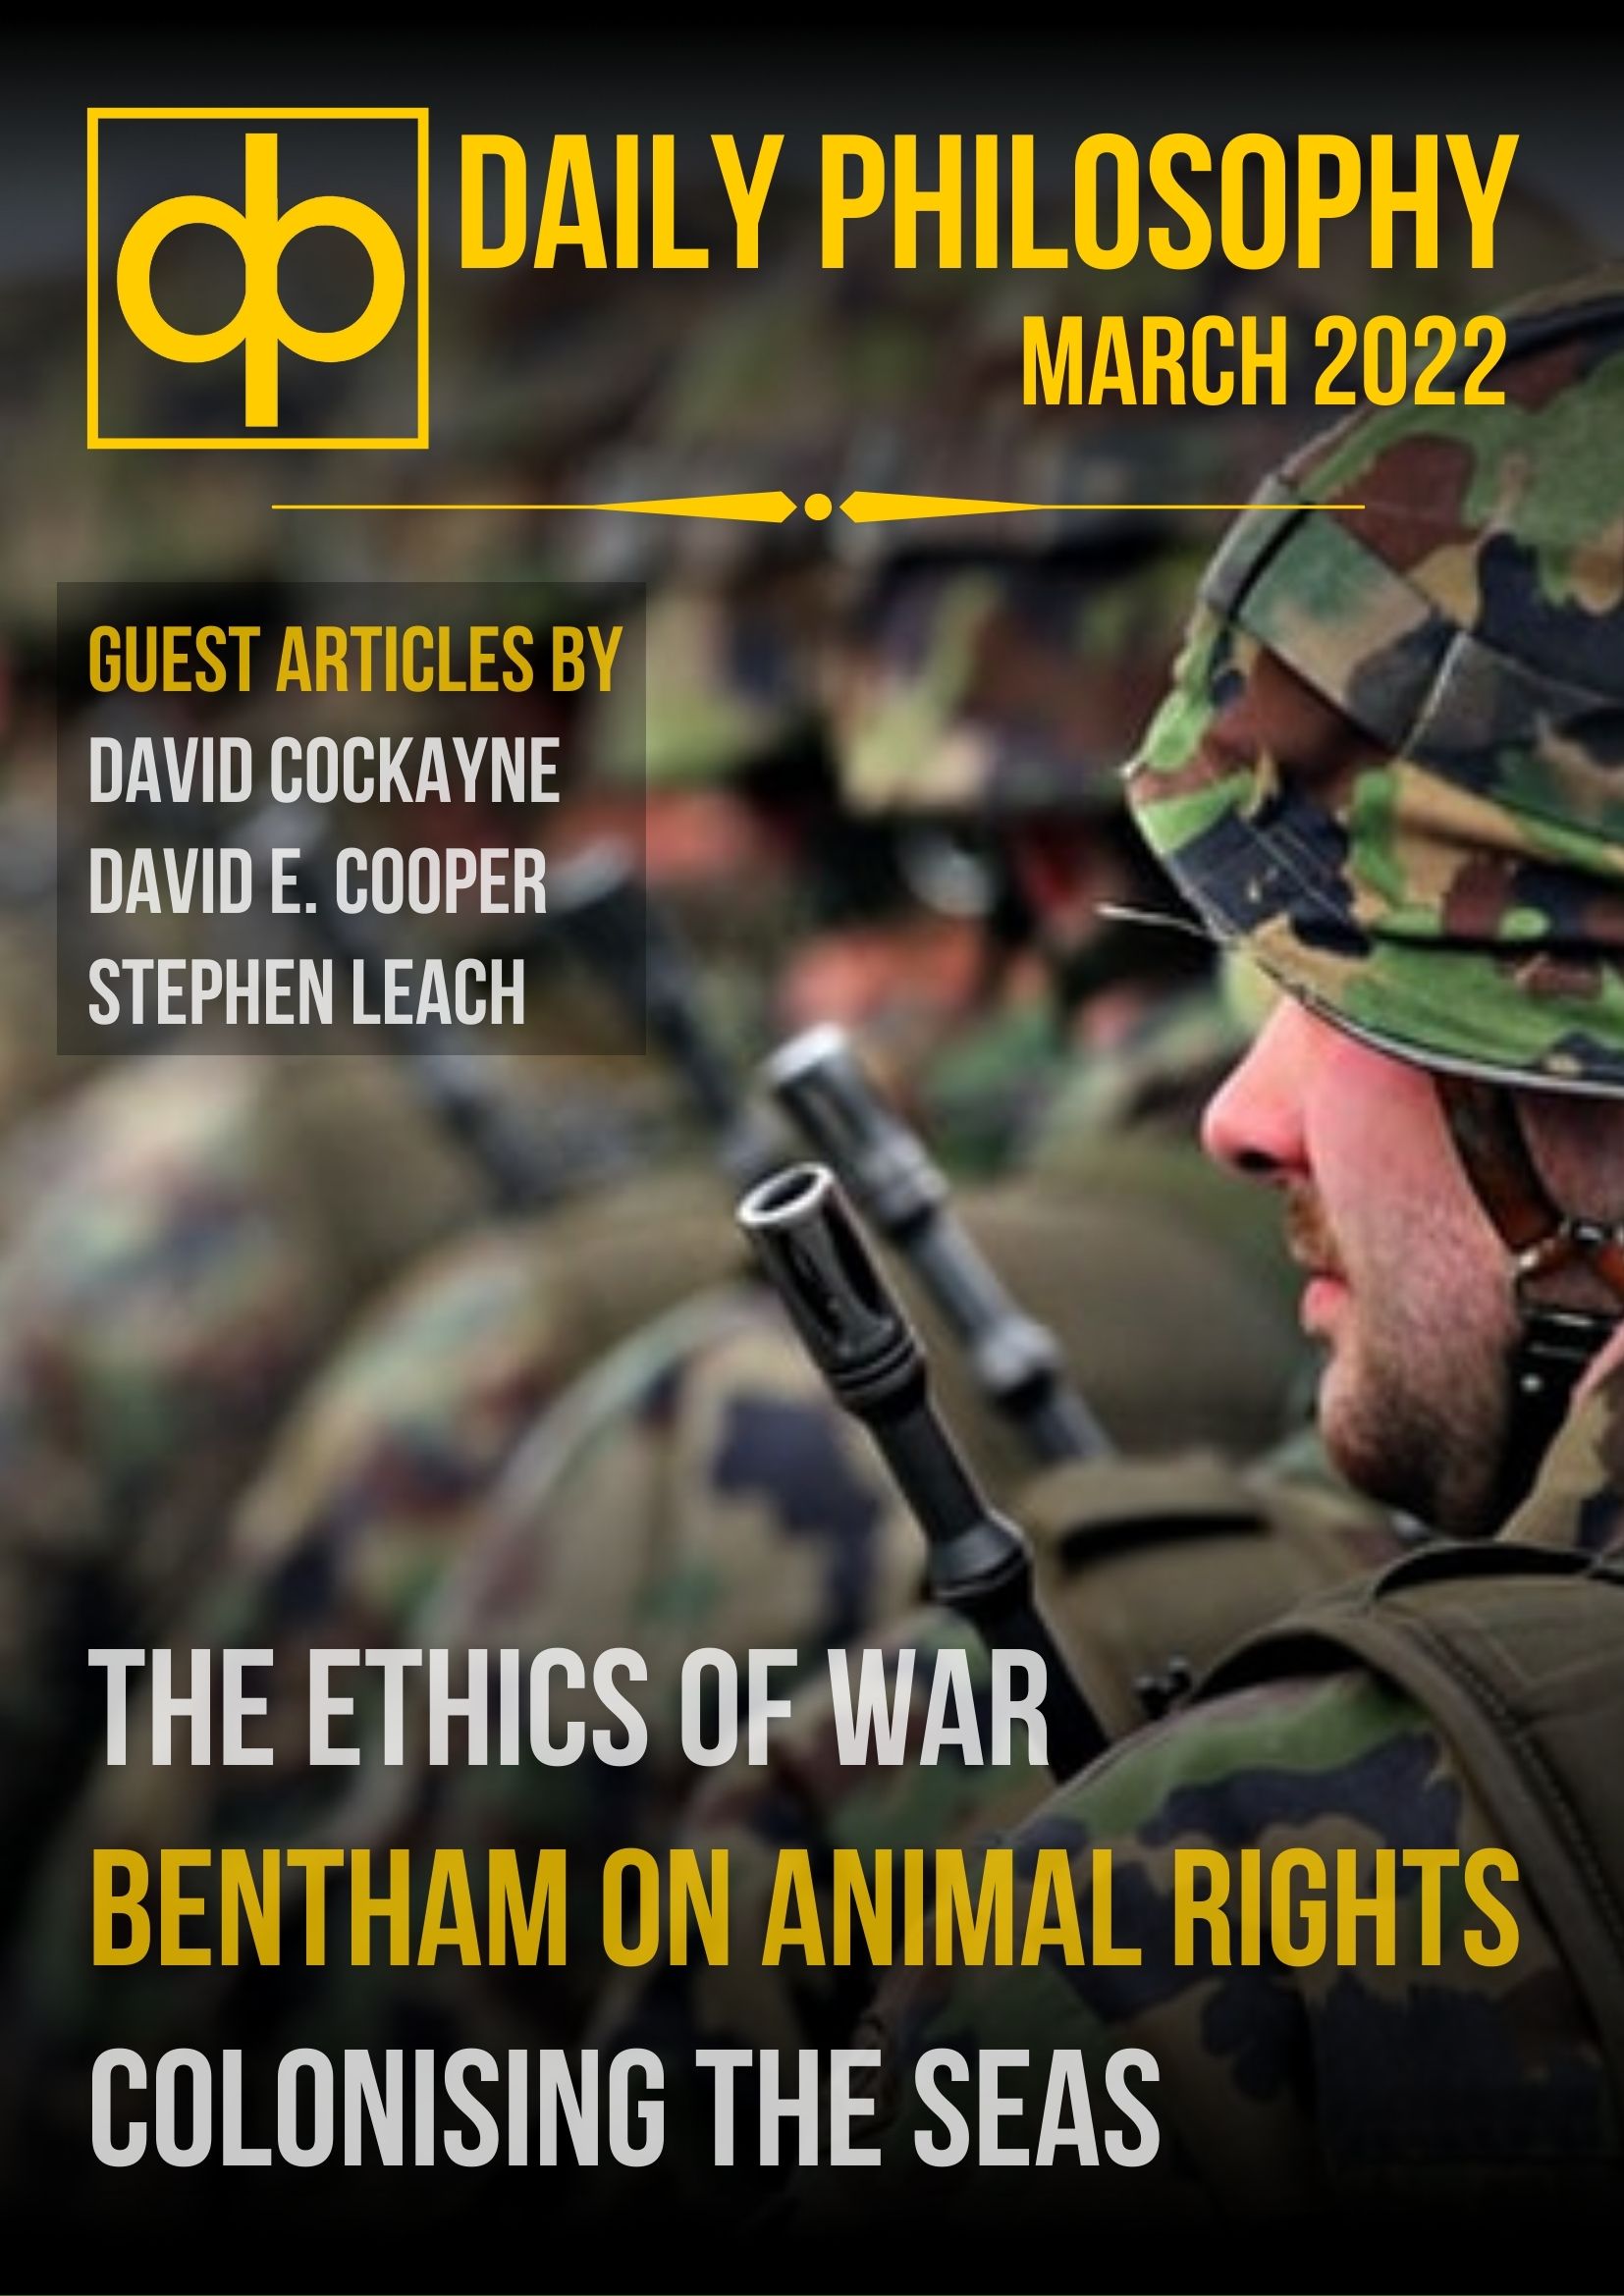 dp
DAILY PHILOSOPHY
MARCH 2022
GUEST ARTICLES BY
DAVID COCKAYNE
DAVID E. COOPER
STEPHEN LEACH
THE ETHICS OF WAR
BENTHAM ON ANIMAL RIGHTS
COLONISING THE SEAS